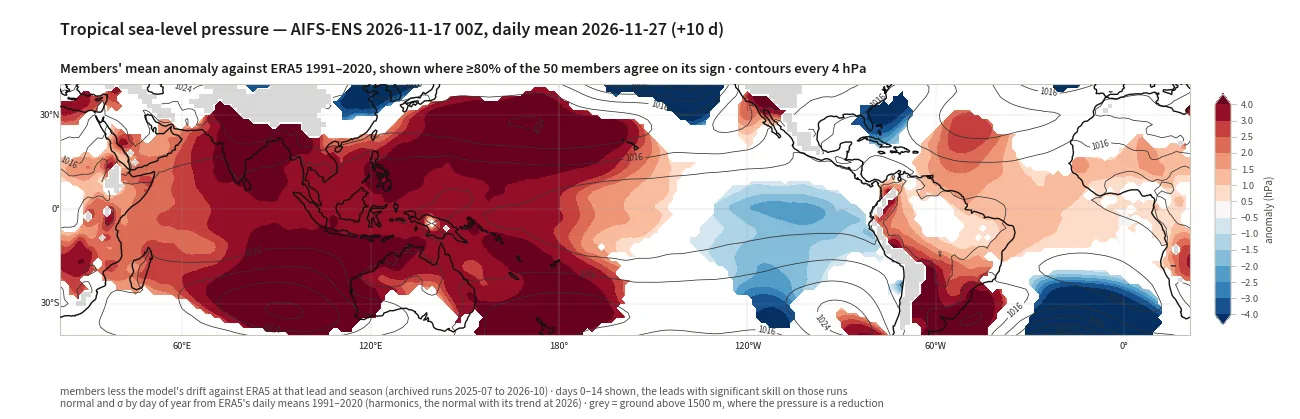 Tropical sea-level pressure — AIFS-ENS 2026-11-17 00Z, daily mean 2026-11-27 (+10 d)
Members' mean anomaly against ERA5 1991–2020, shown where ≥80% of the 50 members agree on its sign · contours every 4 hPa
1024
1016
1016
1016
4.0
30°N
3.0
2.0
1016
1016
1016
1.5
1.0
0.5
0°
−0.5
−1.0
−1.5
−2.0
30°S
−3.0
1016
1024
1016
−4.0
anomaly (hPa)
60°E
120°E
180°
120°W
60°W
0°
members less the model's drift against ERA5 at that lead and season (archived runs 2025-07 to 2026-10) · days 0–14 shown, the leads with significant skill on those runs
normal and σ by day of year from ERA5's daily means 1991–2020 (harmonics, the normal with its trend at 2026) · grey = ground above 1500 m, where the pressure is a reduction